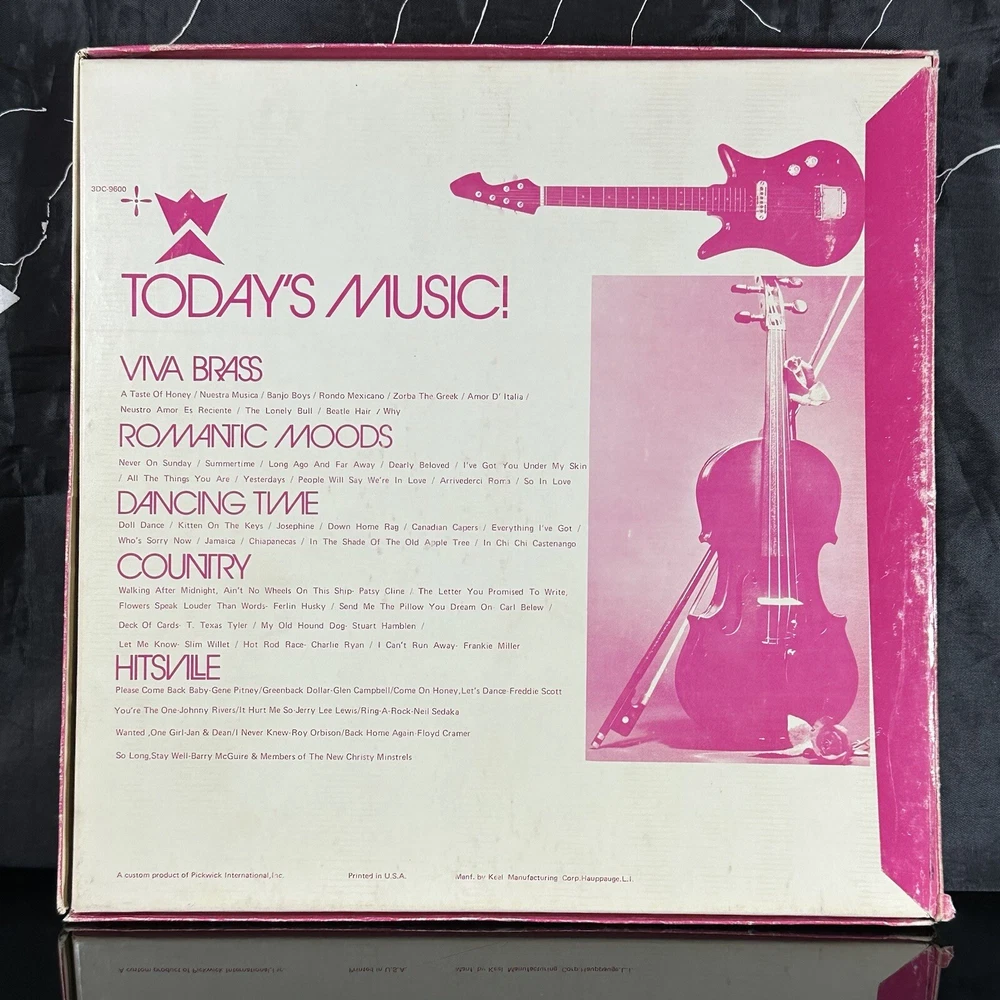 3DC-9600
TODAY'S MUSIC!
VIVA BRASS
A Taste Of Honey / Nuestra Musica / Banjo Boys / Rondo Mexicano / Zorba The Greek / Amor D' Italia /
Neustro Amor Es Reciente / The Lonely Bull / Beatle Hair / Why
ROMANTIC MOODS
Never On Sunday / Summertime / Long Ago And Far Away / Dearly Beloved / I've Got You Under My Skin
/ All The Things You Are / Yesterdays / People Will Say We're In Love / Arrivederci Roma / So In Love
DANCING TIME
Doll Dance / Kitten On The Keys / Josephine / Down Home Rag / Canadian Capers / Everything I've Got /
Who's Sorry Now / Jamaica / Chiapanecas / In The Shade Of The Old Apple Tree / In Chi Chi Castenango
COUNTRY
Walking After Midnight, Ain't No Wheels On This Ship- Patsy Cline / The Letter You Promised To Write,
Flowers Speak Louder Than Words- Ferlin Husky / Send Me The Pillow You Dream On- Carl Belew /
Deck Of Cards- T. Texas Tyler / My Old Hound Dog- Stuart Hamblen /
Let Me Know- Slim Willet / Hot Rod Race- Charlie Ryan / I Can't Run Away- Frankie Miller
HITSVILLE
Please Come Back Baby-Gene Pitney/Greenback Dollar-Glen Campbell/Come On Honey,Let's Dance-Freddie Scott
You're The One-Johnny Rivers/It Hurt Me So-Jerry Lee Lewis/Ring-A-Rock-Neil Sedaka
Wanted ,One Girl-Jan & Dean/I Never Knew-Roy Orbison/Back Home Again-Floyd Cramer
So Long,Stay Well-Barry McGuire & Members of The New Christy Minstrels
A custom product of Pickwick International,Inc. Printed in U.S.A. Manf. by Keel Manufacturing Corp.Hauppauge,L.I.